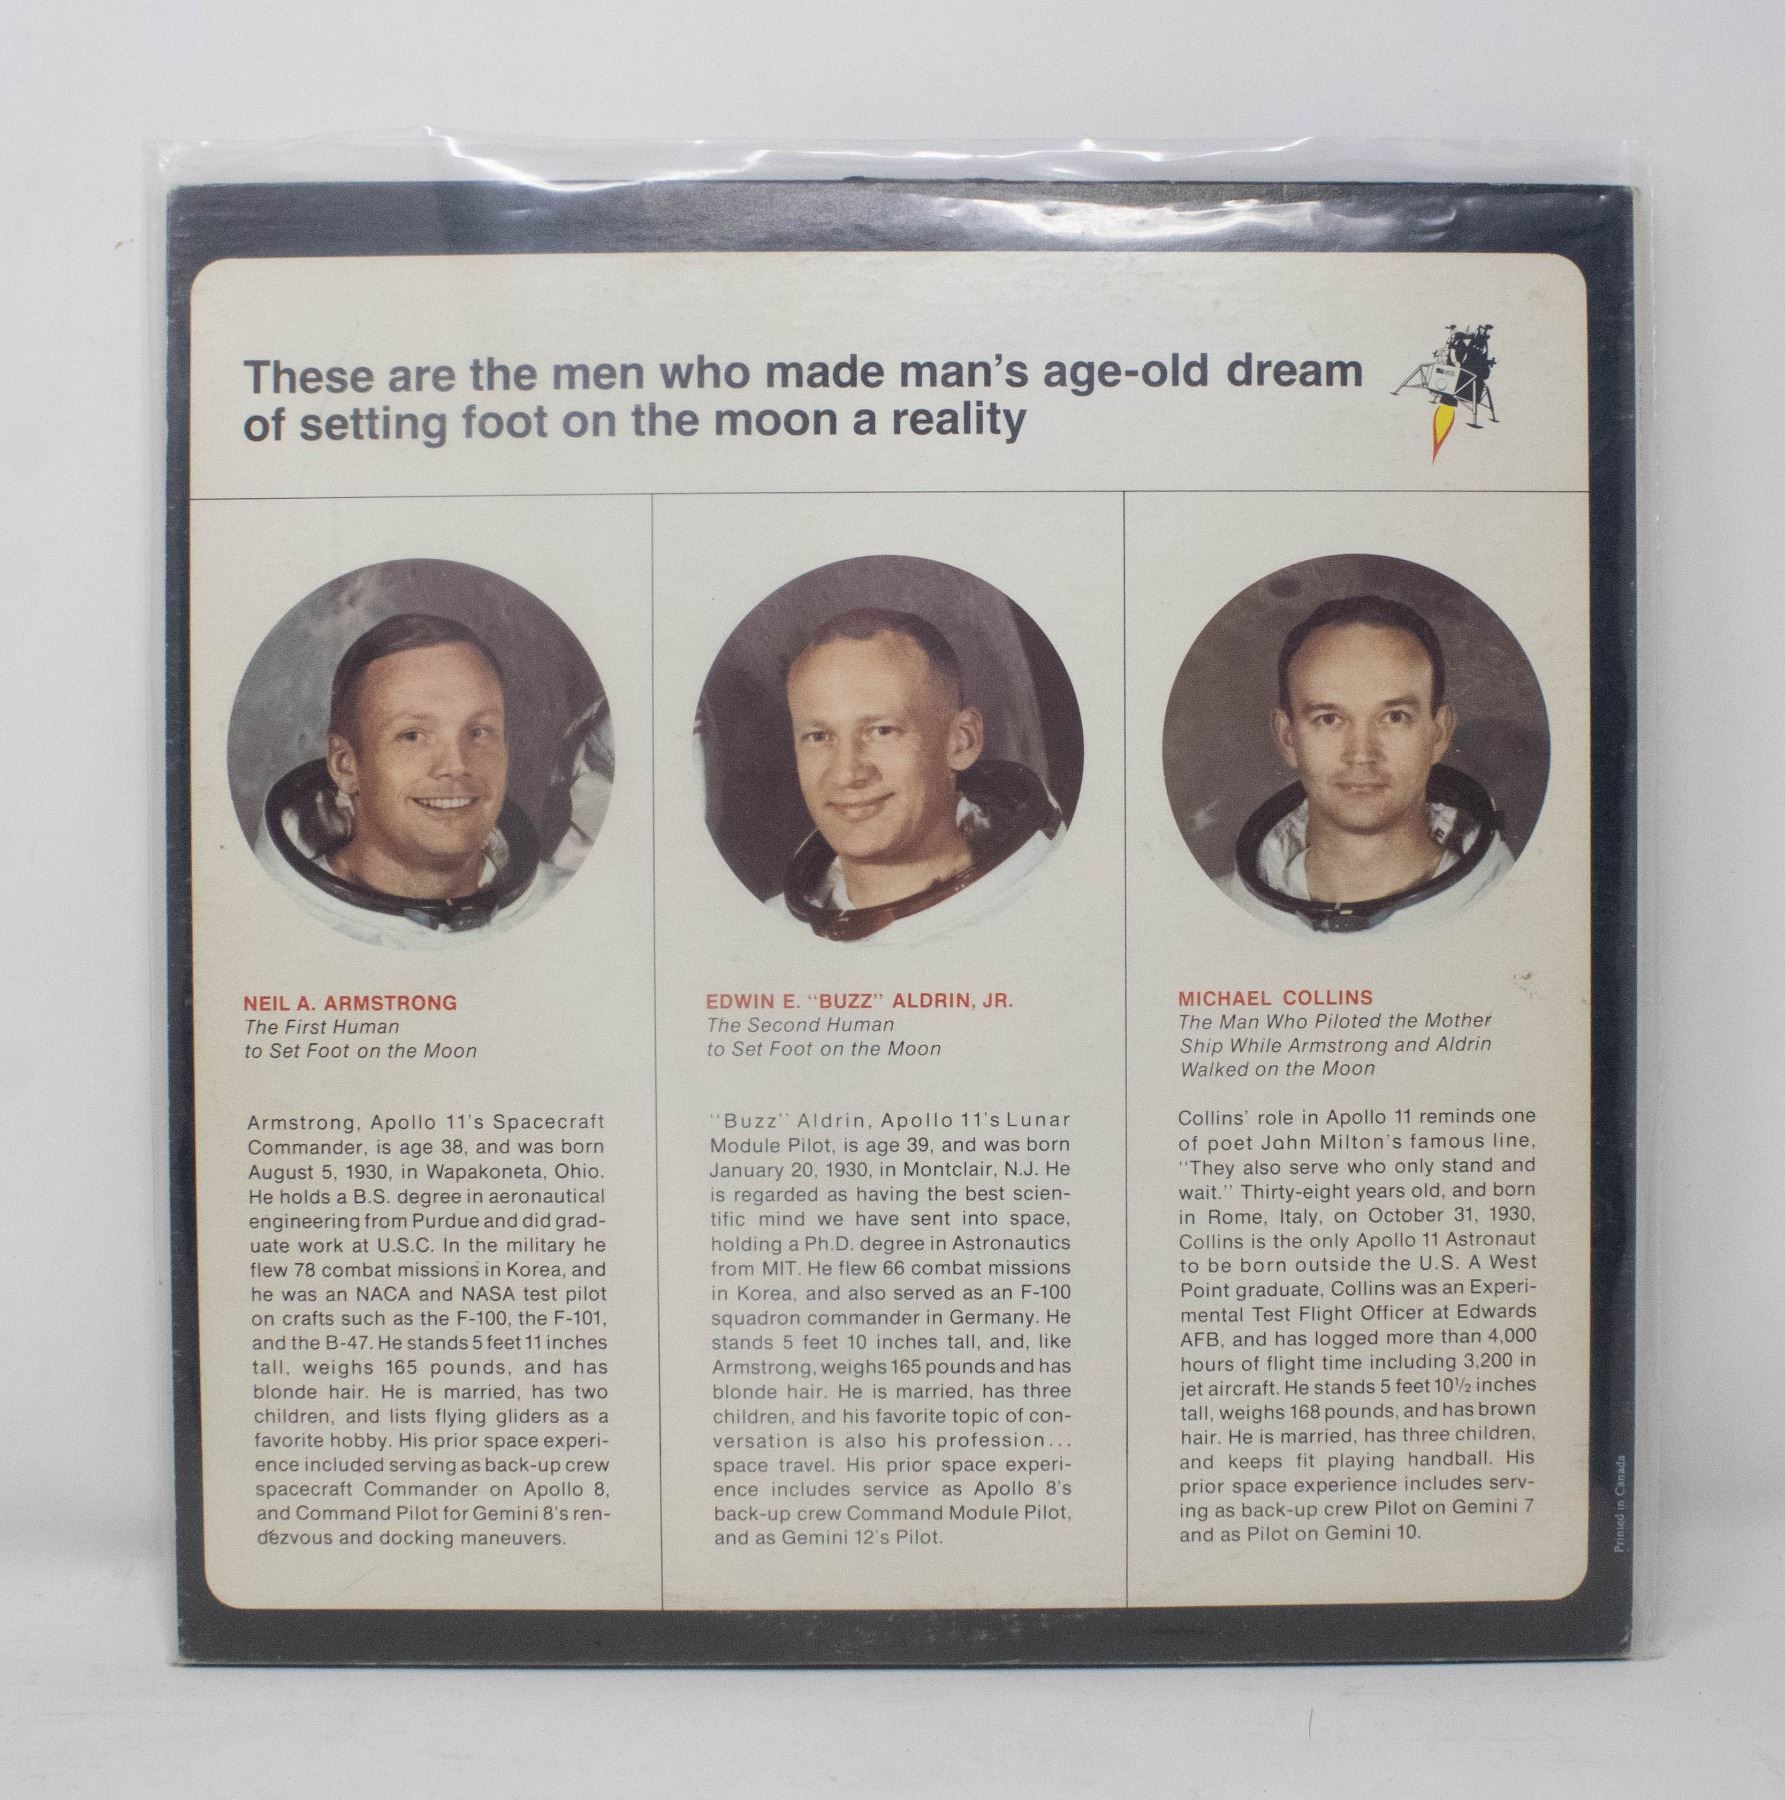 These are the men who made man's age-old dream
of setting foot on the moon a reality
NEIL A. ARMSTRONG
The First Human
to Set Foot on the Moon
Armstrong, Apollo 11's Spacecraft
Commander, is age 38, and was born
August 5, 1930, in Wapakoneta, Ohio.
He holds a B.S. degree in aeronautical
engineering from Purdue and did grad-
uate work at U.S.C. In the military he
flew 78 combat missions in Korea, and
he was an NACA and NASA test pilot
on crafts such as the F-100, the F-101,
and the B-47. He stands 5 feet 11 inches
tall, weighs 165 pounds, and has
blonde hair. He is married, has two
children, and lists flying gliders as a
favorite hobby. His prior space experi-
ence included serving as back-up crew
spacecraft Commander on Apollo 8,
and Command Pilot for Gemini 8's ren-
dezvous and docking maneuvers.
EDWIN E. "BUZZ" ALDRIN, JR.
The Second Human
to Set Foot on the Moon
"Buzz" Aldrin, Apollo 11's Lunar
Module Pilot, is age 39, and was born
January 20, 1930, in Montclair, N.J. He
is regarded as having the best scien-
tific mind we have sent into space,
holding a Ph.D. degree in Astronautics
from MIT. He flew 66 combat missions
in Korea, and also served as an F-100
squadron commander in Germany. He
stands 5 feet 10 inches tall, and, like
Armstrong, weighs 165 pounds and has
blonde hair. He is married, has three
children, and his favorite topic of con-
versation is also his profession...
space travel. His prior space experi-
ence includes service as Apollo 8's
back-up crew Command Module Pilot,
and as Gemini 12's Pilot.
MICHAEL COLLINS
The Man Who Piloted the Mother
Ship While Armstrong and Aldrin
Walked on the Moon
Collins' role in Apollo 11 reminds one
of poet John Milton's famous line,
"They also serve who only stand and
wait." Thirty-eight years old, and born
in Rome, Italy, on October 31, 1930,
Collins is the only Apollo 11 Astronaut
to be born outside the U.S. A West
Point graduate, Collins was an Experi-
mental Test Flight Officer at Edwards
AFB, and has logged more than 4,000
hours of flight time including 3,200 in
jet aircraft. He stands 5 feet 10½ inches
tall, weighs 168 pounds, and has brown
hair. He is married, has three children,
and keeps fit playing handball. His
prior space experience includes serv-
ing as back-up crew Pilot on Gemini 7
and as Pilot on Gemini 10.
Printed in Canada